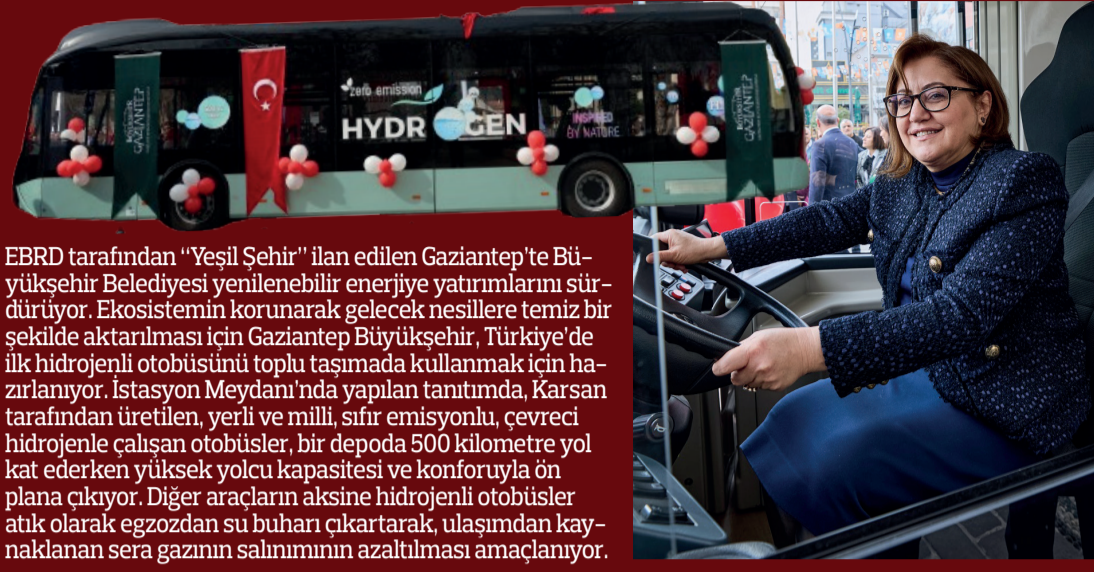 zero emission
HYDROGEN
INSPIRED
BY NATURE
GAZİANTEP
GAZİANTEP
EBRD tarafından “Yeşil Şehir” ilan edilen Gaziantep’te Bü-
yükşehir Belediyesi yenilenebilir enerjiye yatırımlarını sür-
dürüyor. Ekosistemin korunarak gelecek nesillere temiz bir
şekilde aktarılması için Gaziantep Büyükşehir, Türkiye’de
ilk hidrojenli otobüsünü toplu taşımada kullanmak için ha-
zırlanıyor. İstasyon Meydanı’nda yapılan tanıtımda, Karsan
tarafından üretilen, yerli ve milli, sıfır emisyonlu, çevreci
hidrojenle çalışan otobüsler, bir depoda 500 kilometre yol
kat ederken yüksek yolcu kapasitesi ve konforuyla ön
plana çıkıyor. Diğer araçların aksine hidrojenli otobüsler
atık olarak egzozdan su buharı çıkartarak, ulaşımdan kay-
naklanan sera gazının salınımının azaltılması amaçlanıyor.